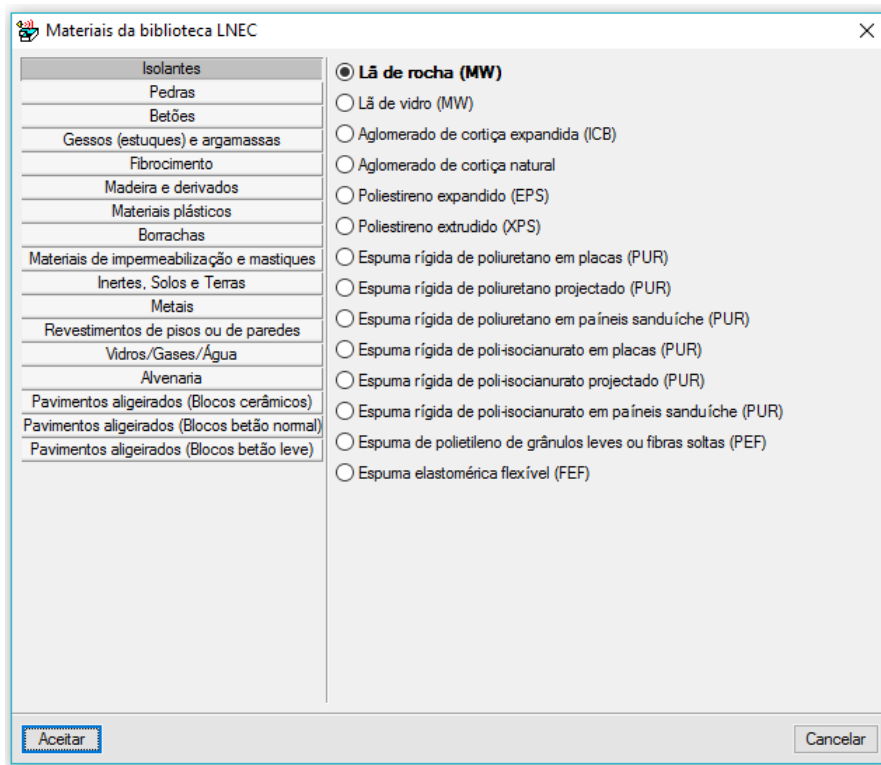 Materiais da biblioteca LNEC
Isolantes
Pedras
Betões
Gessos (estuques) e argamassas
Fibrocimento
Madeira e derivados
Materiais plásticos
Borrachas
Materiais de impermeabilização e mastiques
Inertes, Solos e Terras
Metais
Revestimentos de pisos ou de paredes
Vidros/Gases/Água
Alvenaria
Pavimentos aligeirados (Blocos cerâmicos)
Pavimentos aligeirados (Blocos betão normal)
Pavimentos aligeirados (Blocos betão leve)
Lã de rocha (MW)
Lã de vidro (MW)
Aglomerado de cortiça expandida (ICB)
Aglomerado de cortiça natural
Poliestireno expandido (EPS)
Poliestireno extrudido (XPS)
Espuma rígida de poliuretano em placas (PUR)
Espuma rígida de poliuretano projectado (PUR)
Espuma rígida de poliuretano em paíneis sanduíche (PUR)
Espuma rígida de poli-isocianurato em placas (PUR)
Espuma rígida de poli-isocianurato projectado (PUR)
Espuma rígida de poli-isocianurato em paíneis sanduíche (PUR)
Espuma de polietileno de grânulos leves ou fibras soltas (PEF)
Espuma elastomérica flexível (FEF)
Aceitar
Cancelar